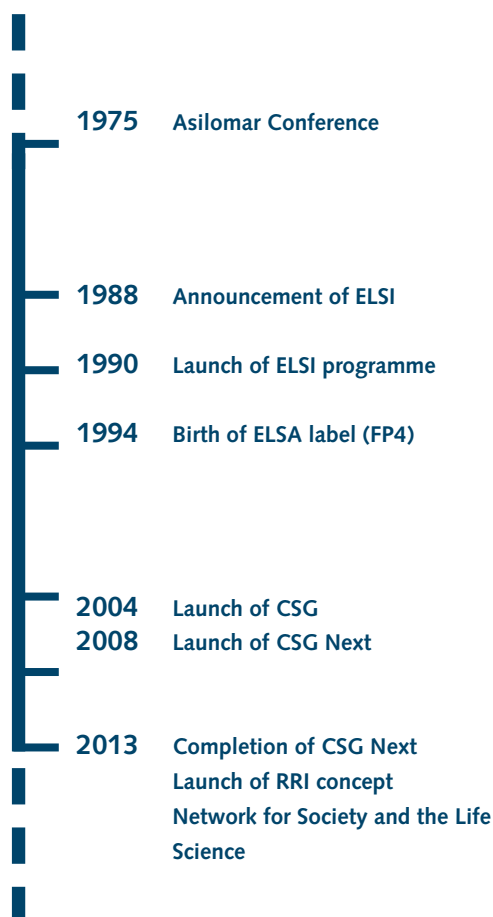 1975 Asilomar Conference
1988 Announcement of ELSI
1990 Launch of ELSI programme
1994 Birth of ELSA label (FP4)
2004 Launch of CSG
2008 Launch of CSG Next
2013 Completion of CSG Next
Launch of RRI concept
Network for Society and the Life
Science